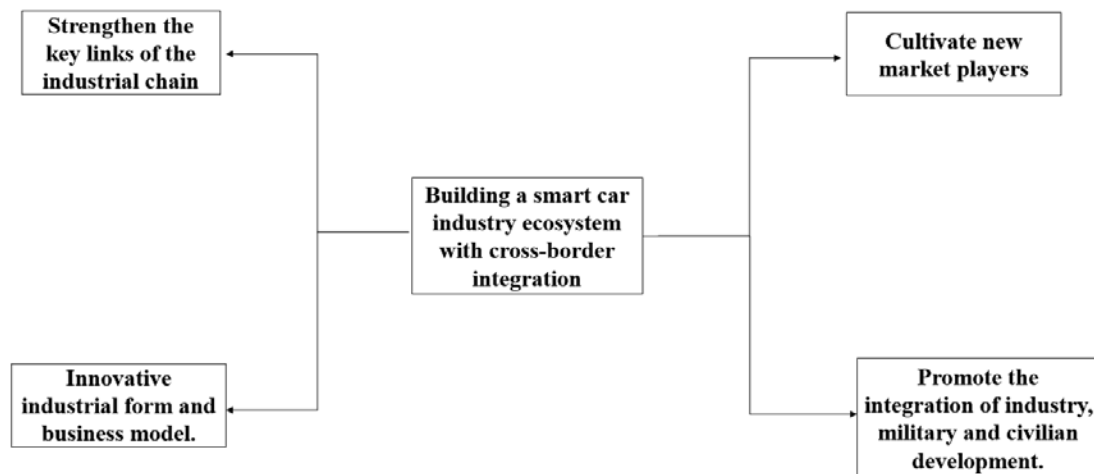 Strengthen the
key links of the
industrial chain
Cultivate new
market players
Building a smart car
industry ecosystem
with cross-border
integration
Innovative
industrial form and
business model.
Promote the
integration of industry,
military and civilian
development.